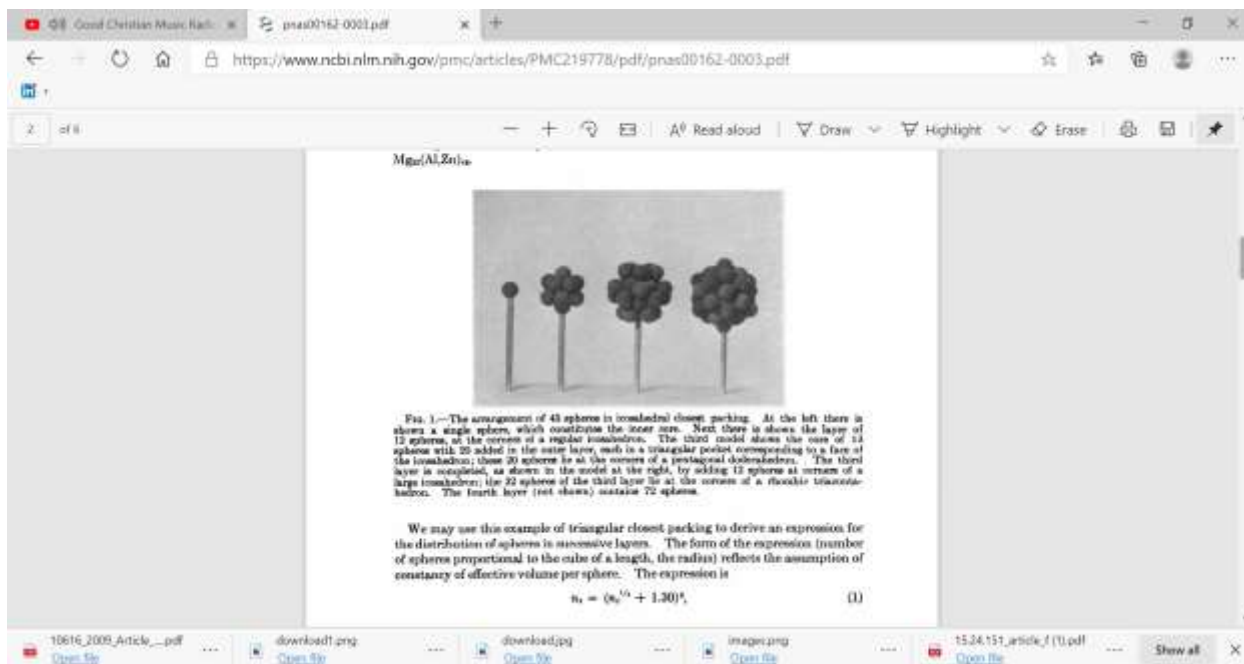 Good Christian Music Radi
pnas00162-0003.pdf
https://www.ncbi.nlm.nih.gov/pmc/articles/PMC219778/pdf/pnas00162-0003.pdf
2 of 6
Read aloud
Draw
Highlight
Erase
FIG. 1.—The arrangement of 45 spheres in icosahedral closest packing. At the left there is
shown a single sphere, which constitutes the inner core. Next there is shown the layer of
12 spheres, at the corners of a regular icosahedron. The third model shows the core of 13
spheres with 20 added in the outer layer, each in a triangular pocket corresponding to a face of
the icosahedron; these 20 spheres lie at the corners of a pentagonal dodecahedron. The third
layer is completed, as shown in the model at the right, by adding 12 spheres at corners of a
large icosahedron; the 32 spheres of the third layer lie at the corners of a rhombic triaconta-
hedron. The fourth layer (not shown) contains 72 spheres.
We may use this example of triangular closest packing to derive an expression for
the distribution of spheres in successive layers. The form of the expression (number
of spheres proportional to the cube of a length, the radius) reflects the assumption of
constancy of effective volume per sphere. The expression is
(1)
10616_2009_Article_....pdf
Open file
download1.png
Open file
download.jpg
Open file
images.png
Open file
15.24.151_article_f (1).pdf
Open file
Show all